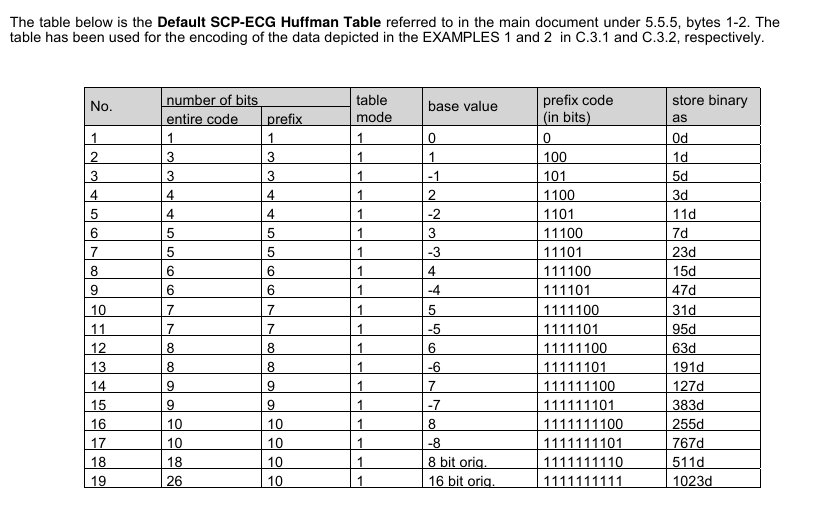 The table below is the Default SCP-ECG Huffman Table referred to in the main document under 5.5.5, bytes 1-2. The
table has been used for the encoding of the data depicted in the EXAMPLES 1 and 2 in C.3.1 and C.3.2, respectively.
No. number of bits table mode base value prefix code (in bits) store binary as
entire code prefix
1 1 1 1 0 0 0d
2 3 3 1 1 100 1d
3 3 3 1 -1 101 5d
4 4 4 1 2 1100 3d
5 4 4 1 -2 1101 11d
6 5 5 1 3 11100 7d
7 5 5 1 -3 11101 23d
8 6 6 1 4 111100 15d
9 6 6 1 -4 111101 47d
10 7 7 1 5 1111100 31d
11 7 7 1 -5 1111101 95d
12 8 8 1 6 11111100 63d
13 8 8 1 -6 11111101 191d
14 9 9 1 7 111111100 127d
15 9 9 1 -7 111111101 383d
16 10 10 1 8 1111111100 255d
17 10 10 1 -8 1111111101 767d
18 18 10 1 8 bit orig. 1111111110 511d
19 26 10 1 16 bit orig. 1111111111 1023d